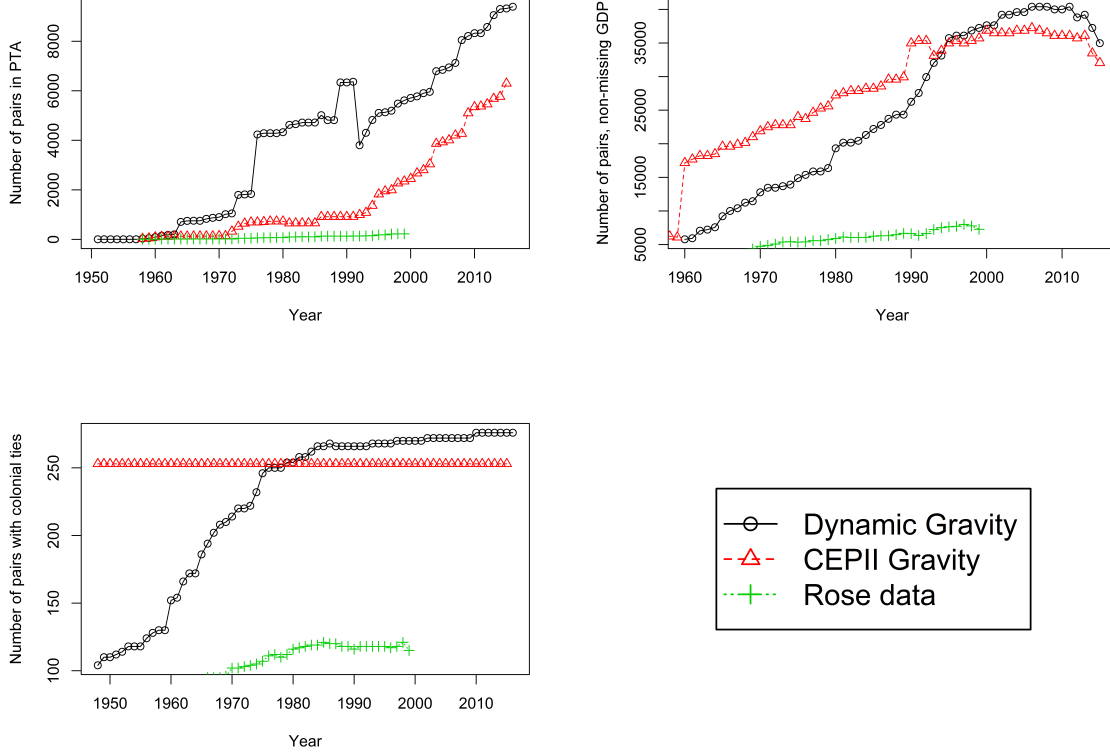 Number of pairs in PTA
8000
6000
4000
2000
0
1950 1960 1970 1980 1990 2000 2010
Year
Number of pairs, non-missing GDP
35000
25000
15000
5000
1960 1970 1980 1990 2000 2010
Year
Number of pairs with colonial ties
250
200
150
100
1950 1960 1970 1980 1990 2000 2010
Year
Dynamic Gravity
CEPII Gravity
Rose data